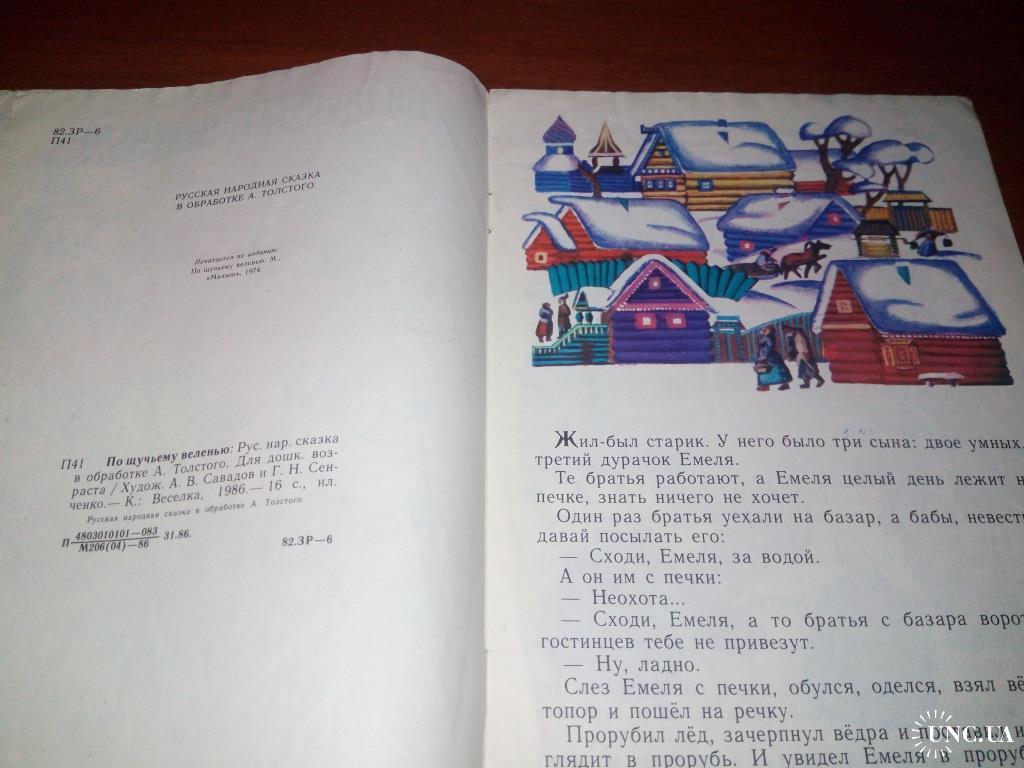 82.3Р—6
П41
РУССКАЯ НАРОДНАЯ СКАЗКА
В ОБРАБОТКЕ А. ТОЛСТОГО.
Печатается по изданию:
По щучьему веленью. М.,
«Малыш», 1974.
П41 По щучьему веленью: Рус. нар. сказка
в обработке А. Толстого. Для дошк. воз-
раста / Худож. А. В. Савадов и Г. Н. Сен-
ченко.— К.: Веселка, 1986.— 16 с., ил.
Русская народная сказка в обработке А. Толстого.
П 4803010101—083
М206(04)—86 31.86. 82.3Р—6
Жил-был старик. У него было три сына: двое умных,
третий дурачок Емеля.
Те братья работают, а Емеля целый день лежит н
печке, знать ничего не хочет.
Один раз братья уехали на базар, а бабы, невест
давай посылать его:
— Сходи, Емеля, за водой.
А он им с печки:
— Неохота...
— Сходи, Емеля, а то братья с базара ворот
гостинцев тебе не привезут.
— Ну, ладно.
Слез Емеля с печки, обулся, оделся, взял вё
топор и пошёл на речку.
Прорубил лёд, зачерпнул вёдра и
глядит в прорубь. И увидел Емеля в проруб
UNC.UA